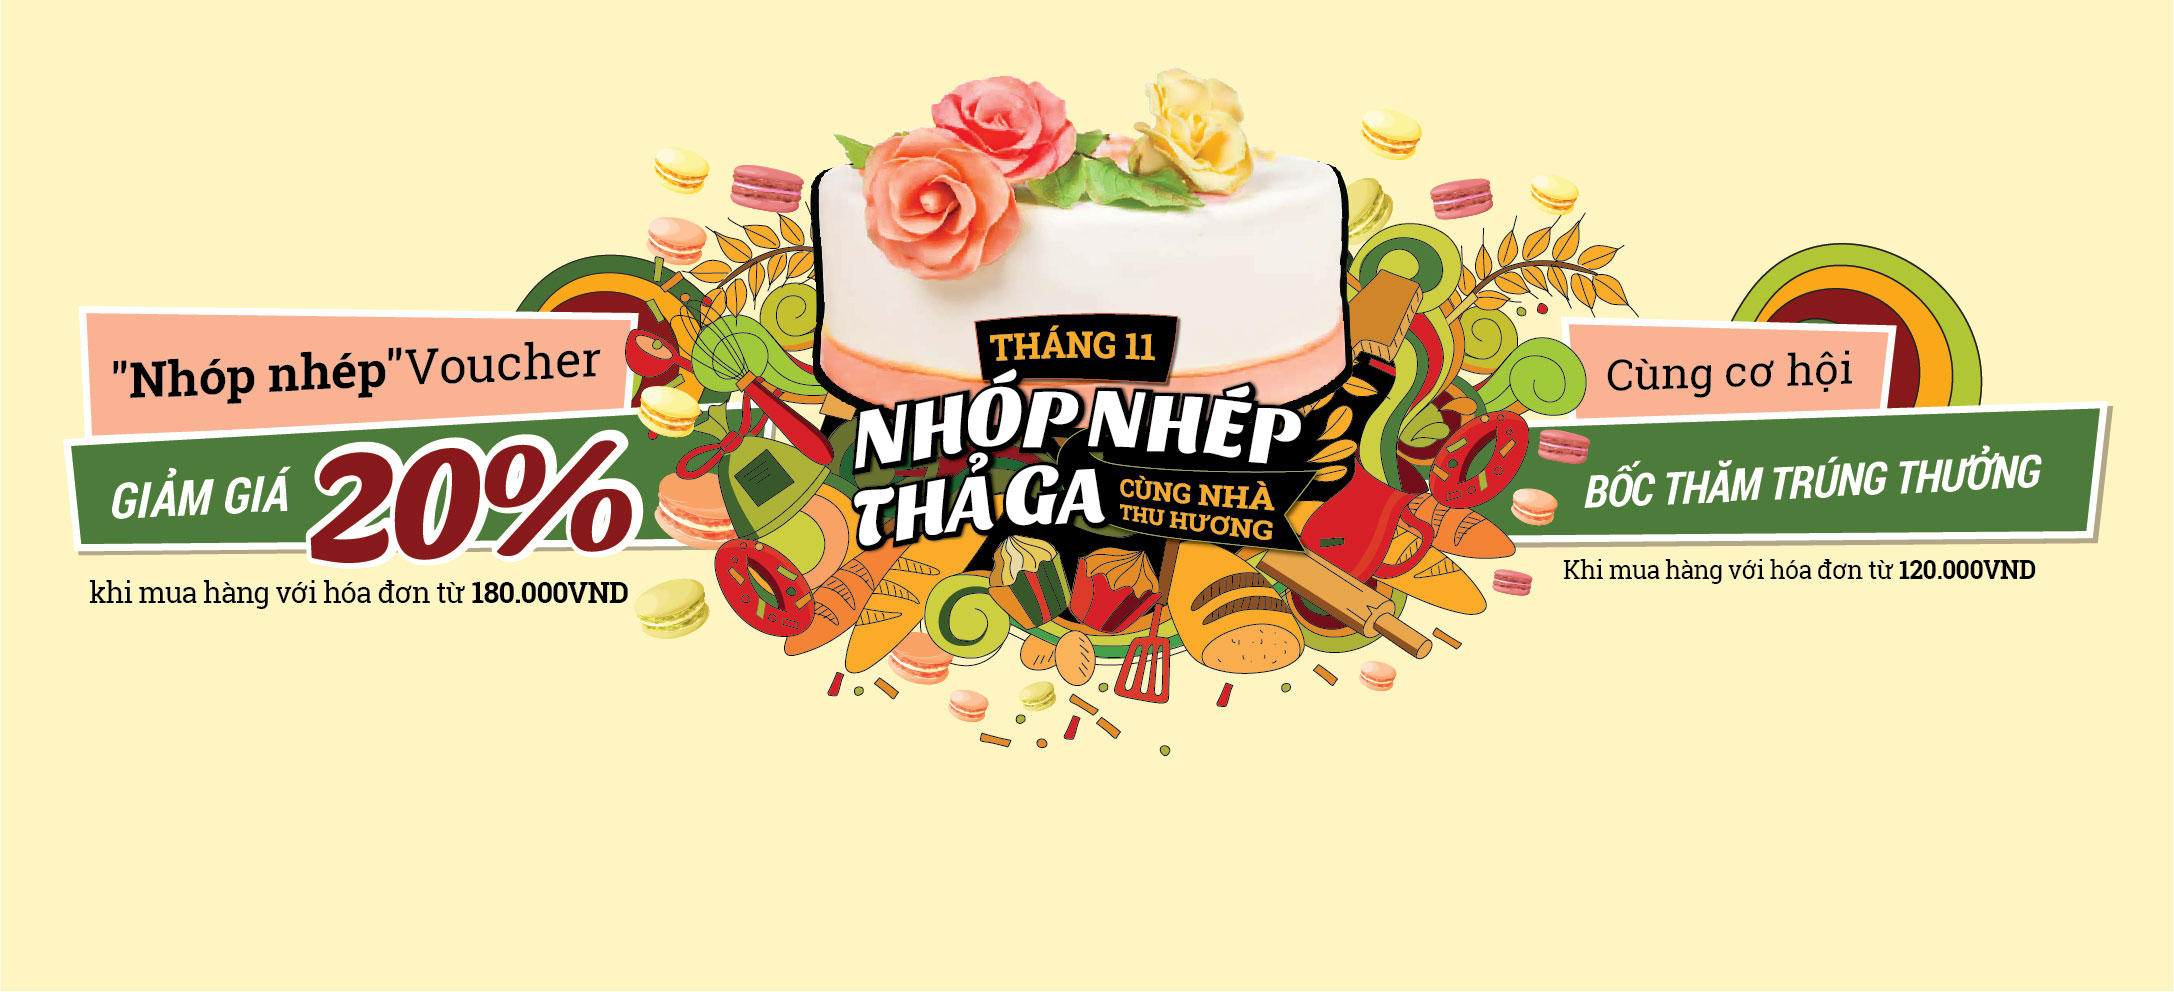 "Nhóp nhép" Voucher
GIẢM GIÁ 20%
khi mua hàng với hóa đơn từ 180.000VND
THÁNG 11
NHÓP NHÉP
THẢ GA
CÙNG NHÀ
THU HƯƠNG
Cùng cơ hội
BỐC THĂM TRÚNG THƯỞNG
Khi mua hàng với hóa đơn từ 120.000VND